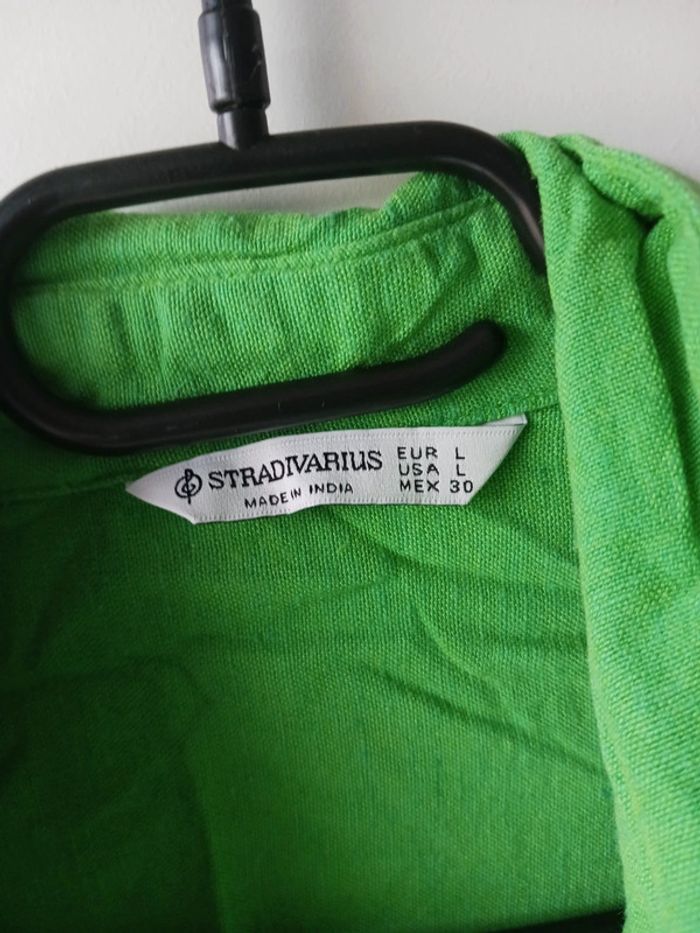 STRADIVARIUS
MADE IN INDIA
EUR L
USA L
MEX 30